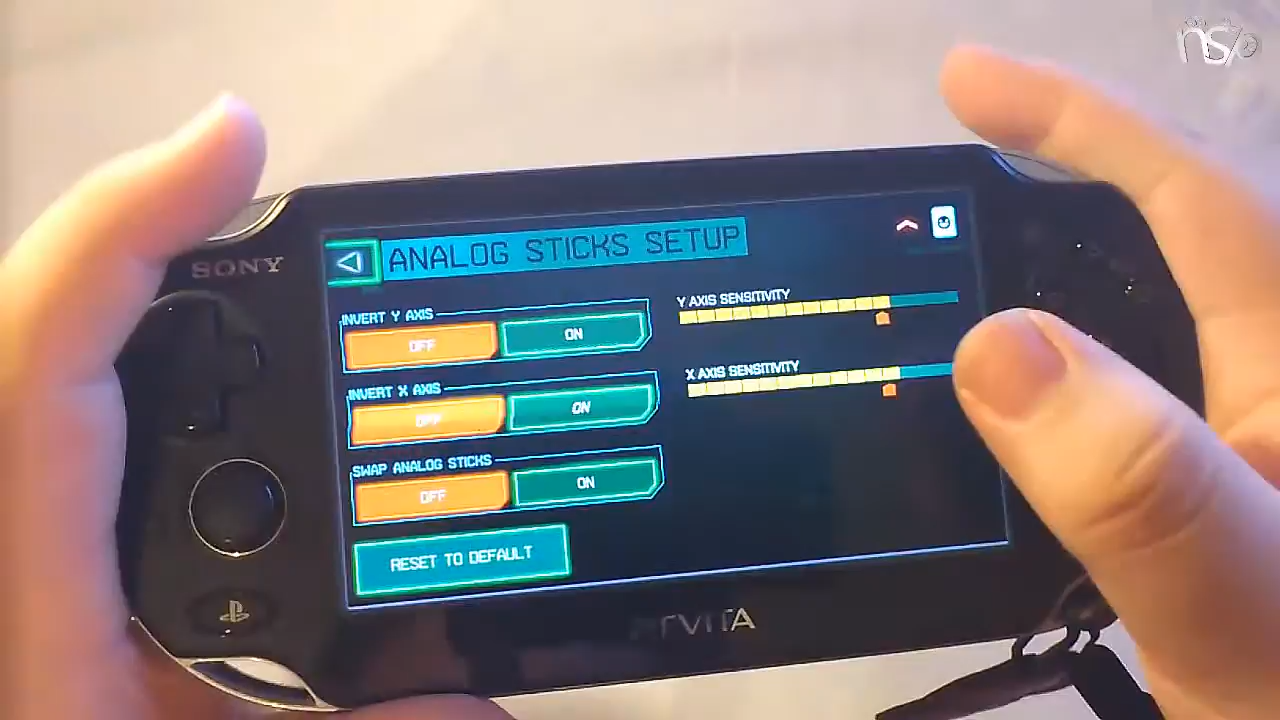 SONY
ANALOG STICKS SETUP
INVERT Y AXIS
OFF ON
INVERT X AXIS
OFF ON
SWAP ANALOG STICKS
OFF ON
RESET TO DEFAULT
Y AXIS SENSITIVITY
X AXIS SENSITIVITY
PSVITA